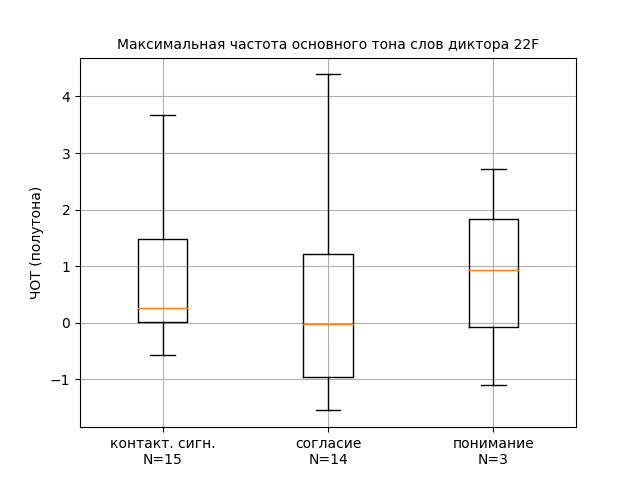 Максимальная частота основного тона слов диктора 22F
ЧОТ (полутона)
4
3
2
1
0
−1
контакт. сигн.
N=15
согласие
N=14
понимание
N=3